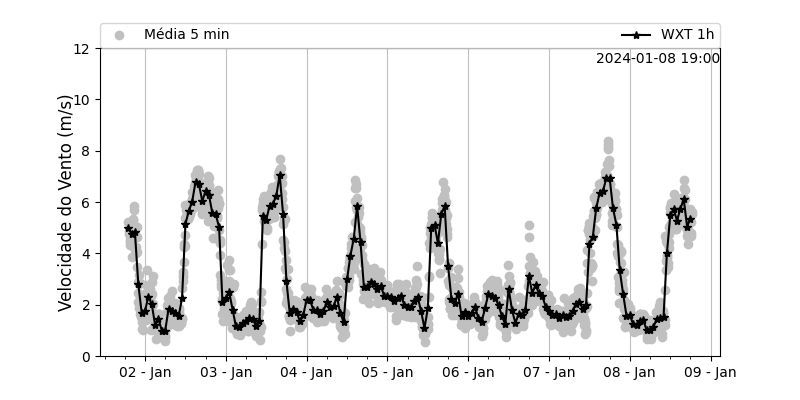 Média 5 min
WXT 1h
2024-01-08 19:00
Velocidade do Vento (m/s)
12
10
8
6
4
2
0
02 - Jan
03 - Jan
04 - Jan
05 - Jan
06 - Jan
07 - Jan
08 - Jan
09 - Jan